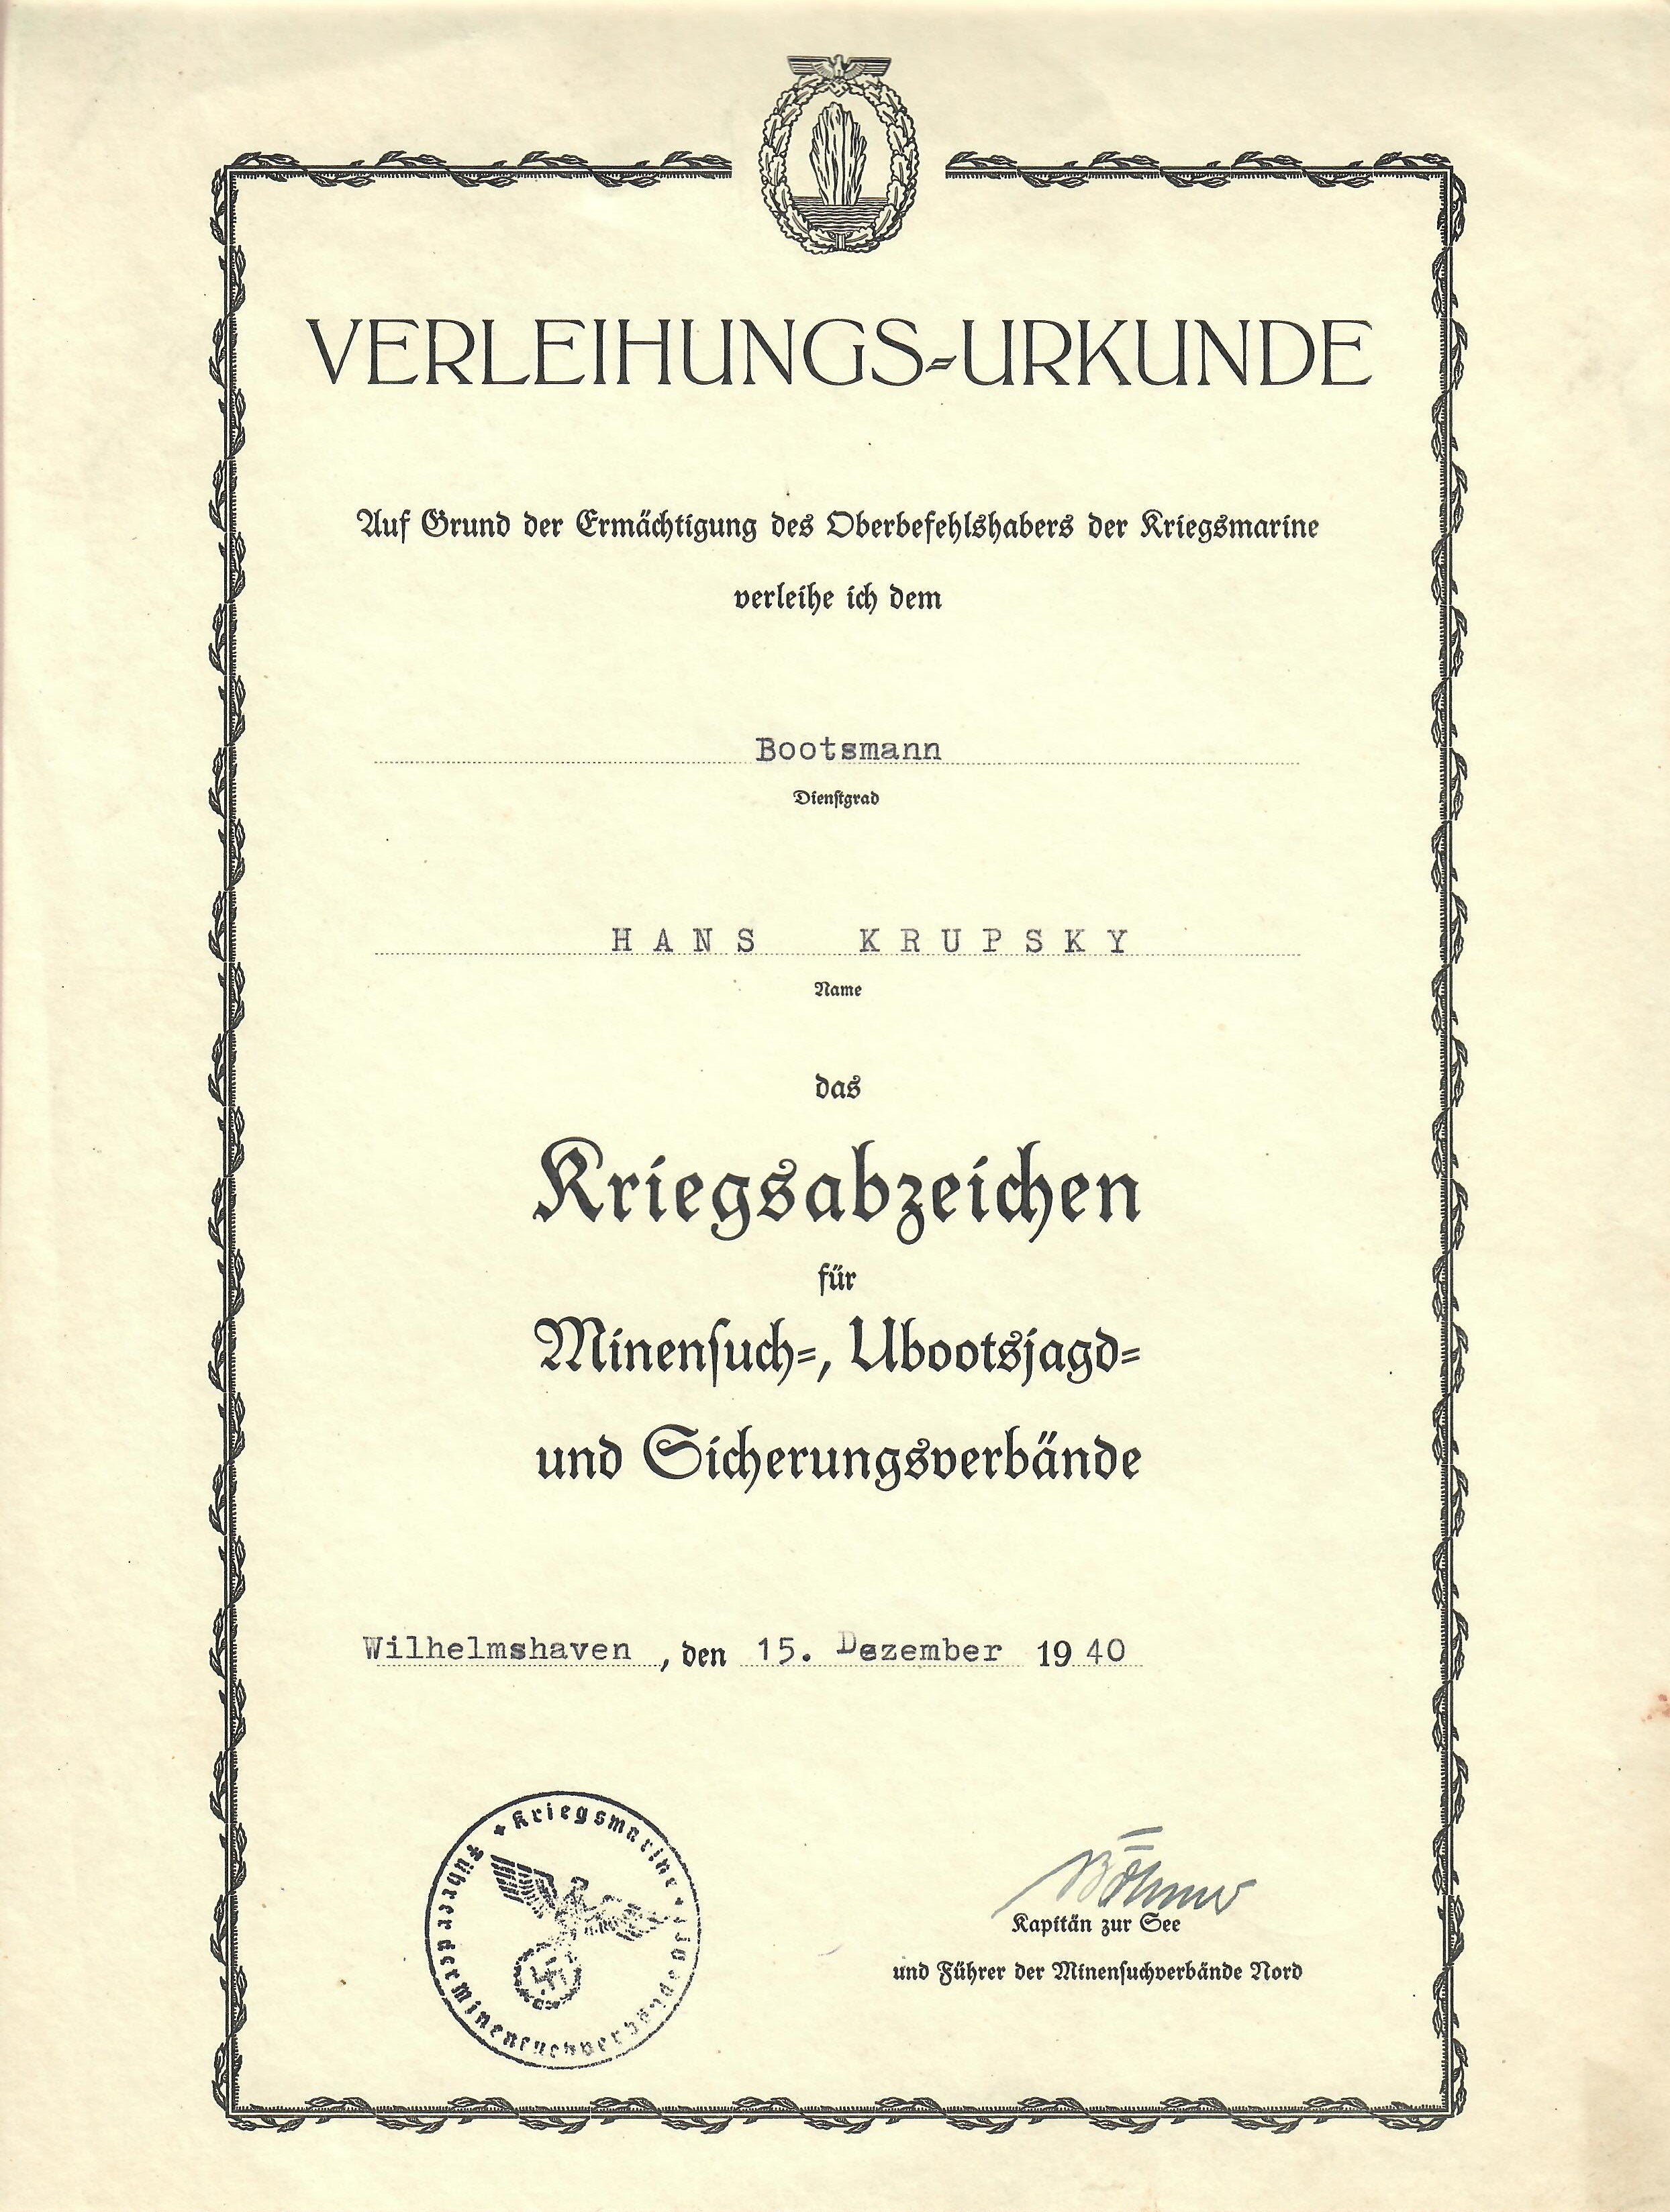 VERLEIHUNGS-URKUNDE
Auf Grund der Ermächtigung des Oberbefehlshabers der Kriegsmarine
verleihe ich dem
Bootsmann
Dienstgrad
HANS KRUPSKY
Name
das
Kriegsabzeichen
für
Minensuch-, Ubootsjagd-
und Sicherungsverbände
Wilhelmshaven, den 15. Dezember 1940
Kriegsmarine
Führer der Minensuchverbände Nord
Böhmer
Kapitän zur See
und Führer der Minensuchverbände Nord